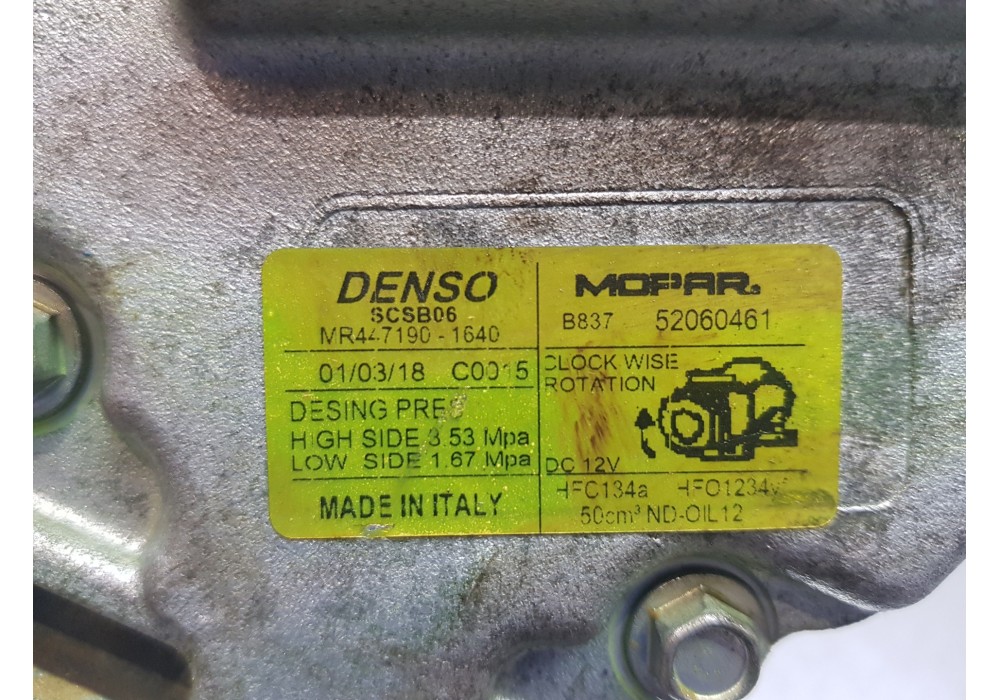 DENSO
SCSB06
MR447190-1640
01/03/18 C0015
DESING PRES
HIGH SIDE 3.53 Mpa
LOW SIDE 1.67 Mpa
MADE IN ITALY
MOPAR.
B837 52060461
CLOCK WISE
ROTATION
DC 12V
HFC134a
50cm³ ND-OIL12